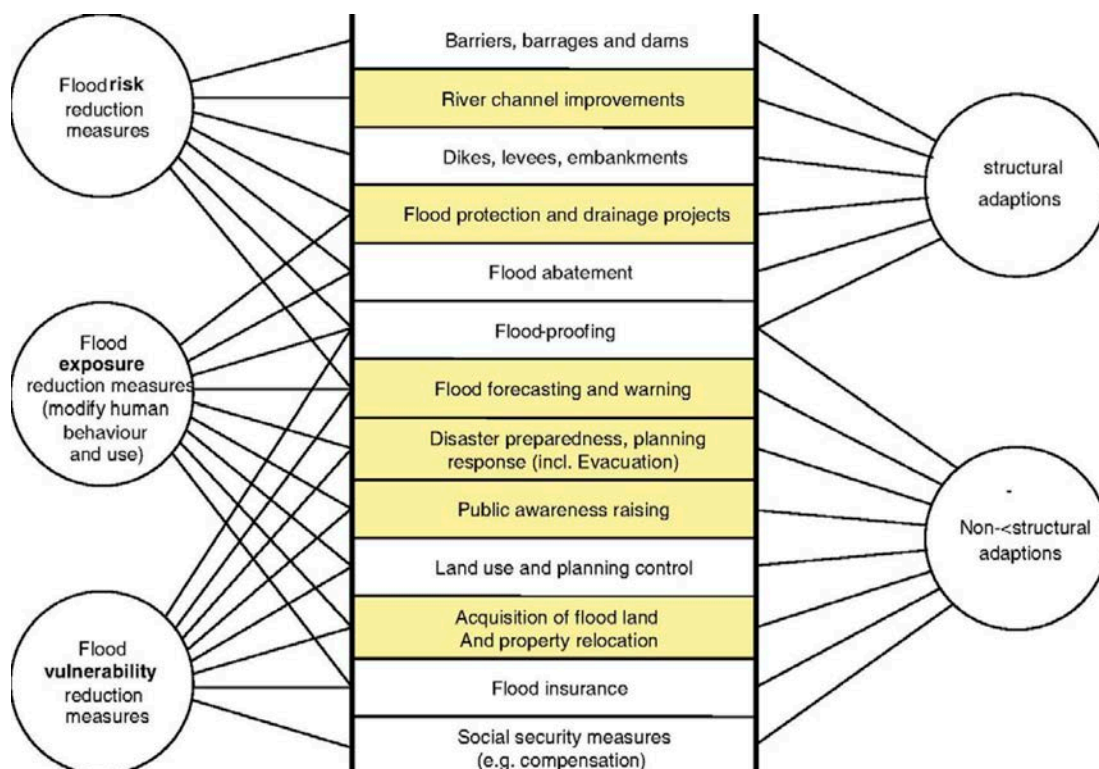 Flood risk
reduction
measures
Flood
exposure
reduction measures
(modify human
behaviour
and use)
Flood
vulnerability
reduction
measures
Barriers, barrages and dams
River channel improvements
Dikes, levees, embankments
Flood protection and drainage projects
Flood abatement
Flood-proofing
Flood forecasting and warning
Disaster preparedness, planning
response (incl. Evacuation)
Public awareness raising
Land use and planning control
Acquisition of flood land
And property relocation
Flood insurance
Social security measures
(e.g. compensation)
structural
adaptions
-
Non-<structural
adaptions